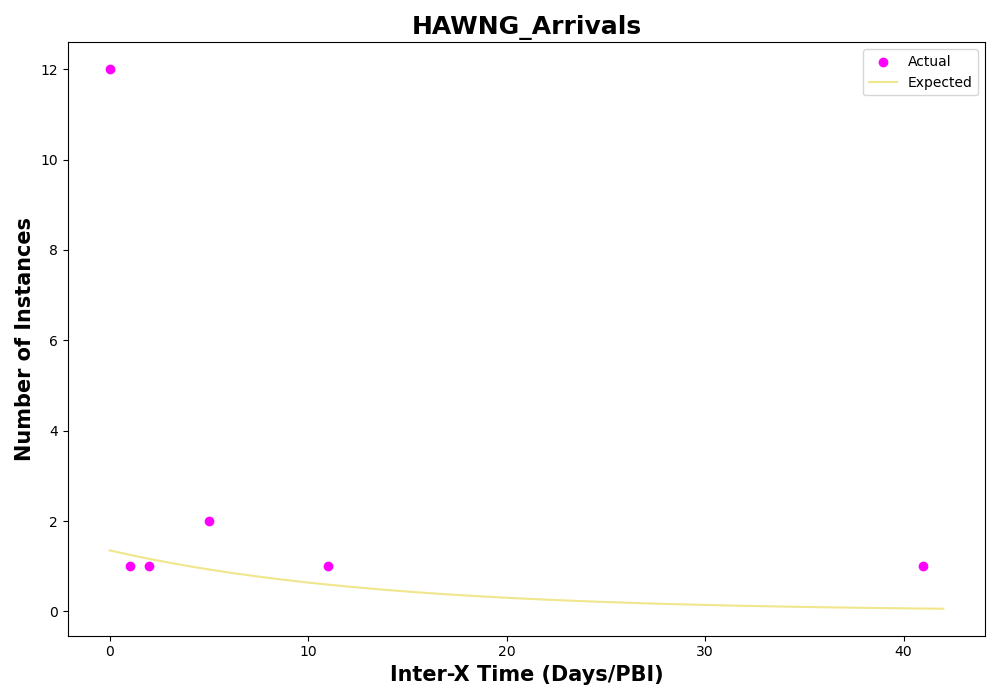 HAWNG_Arrivals
Actual
Expected
12
10
8
6
4
2
0
Number of Instances
0
10
20
30
40
Inter-X Time (Days/PBI)